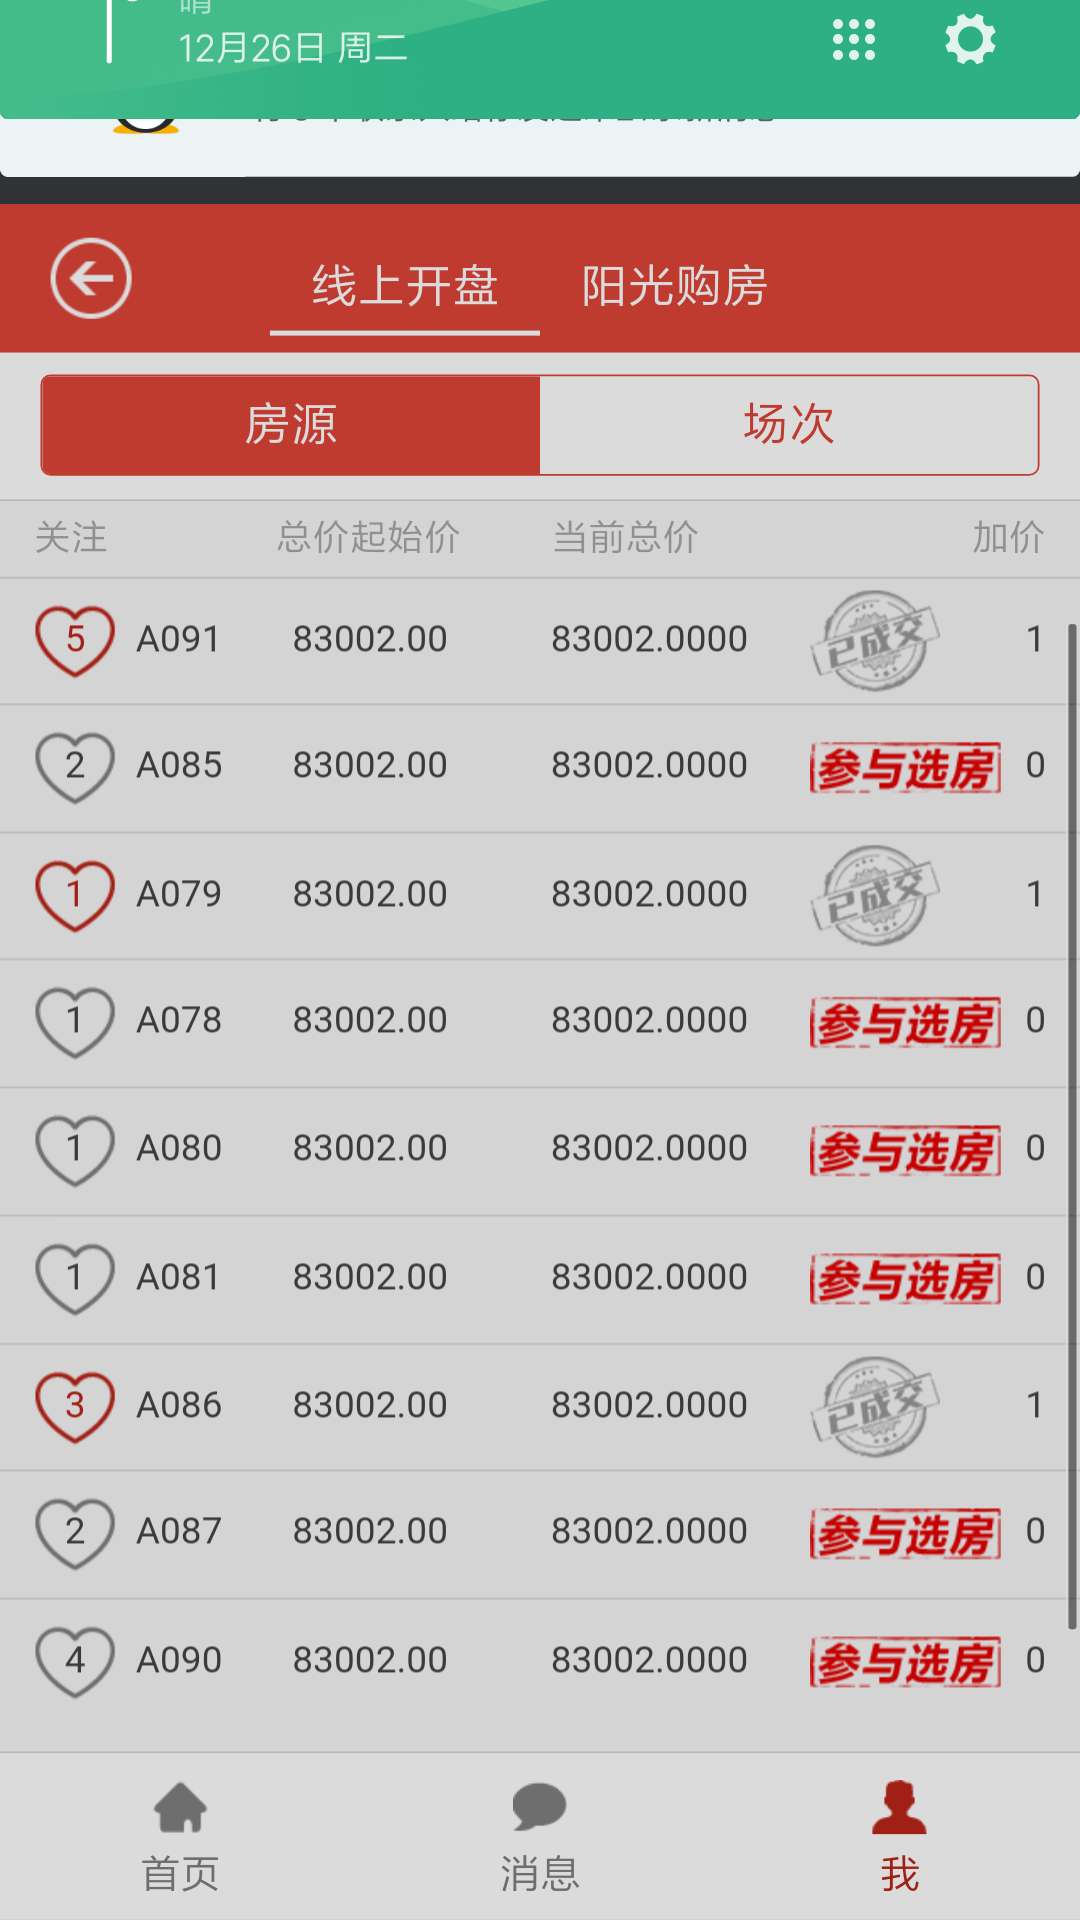 晴
12月26日 周二
线上开盘 阳光购房
房源 场次
关注 总价起始价 当前总价 加价
5 A091 83002.00 83002.0000 已成交 1
2 A085 83002.00 83002.0000 参与选房 0
1 A079 83002.00 83002.0000 已成交 1
1 A078 83002.00 83002.0000 参与选房 0
1 A080 83002.00 83002.0000 参与选房 0
1 A081 83002.00 83002.0000 参与选房 0
3 A086 83002.00 83002.0000 已成交 1
2 A087 83002.00 83002.0000 参与选房 0
4 A090 83002.00 83002.0000 参与选房 0
首页 消息 我